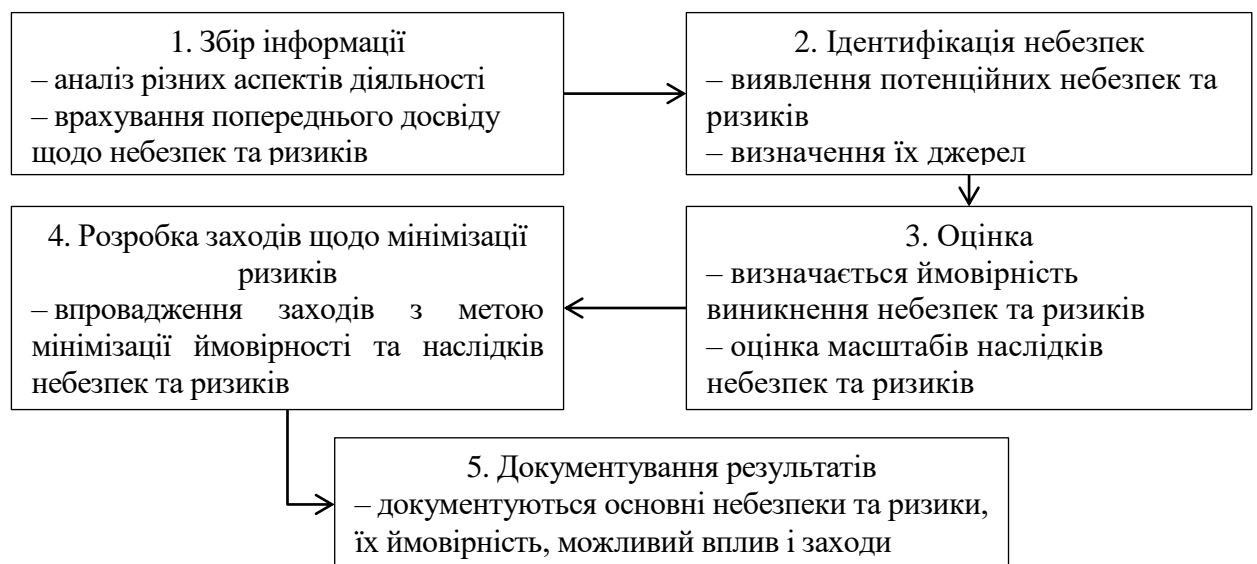 1. Збір інформації
– аналіз різних аспектів діяльності
– врахування попереднього досвіду
щодо небезпек та ризиків
2. Ідентифікація небезпек
– виявлення потенційних небезпек та
ризиків
– визначення їх джерел
3. Оцінка
– визначається ймовірність
виникнення небезпек та ризиків
– оцінка масштабів наслідків
небезпек та ризиків
4. Розробка заходів щодо мінімізації
ризиків
– впровадження заходів з метою
мінімізації ймовірності та наслідків
небезпек та ризиків
5. Документування результатів
– документуються основні небезпеки та ризики,
їх ймовірність, можливий вплив і заходи